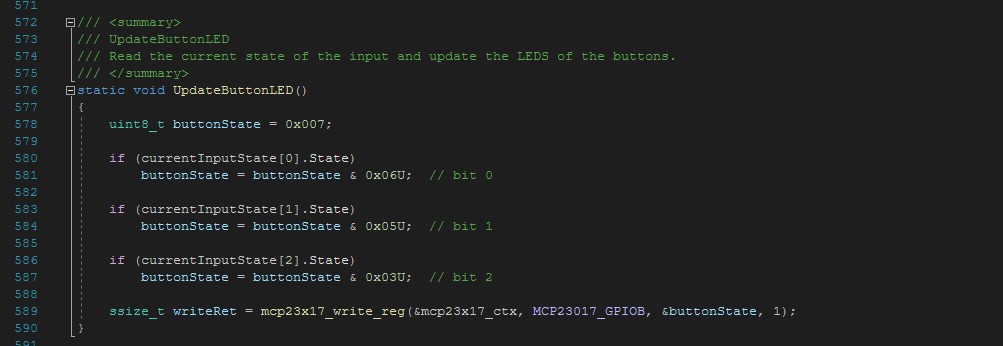 571
572 /// <summary>
573 /// UpdateButtonLED
574 /// Read the current state of the input and update the LEDS of the buttons.
575 /// </summary>
576 static void UpdateButtonLED()
577 {
578 uint8_t buttonState = 0x007;
579
580 if (currentInputState[0].State)
581 buttonState = buttonState & 0x06U; // bit 0
582
583 if (currentInputState[1].State)
584 buttonState = buttonState & 0x05U; // bit 1
585
586 if (currentInputState[2].State)
587 buttonState = buttonState & 0x03U; // bit 2
588
589 ssize_t writeRet = mcp23x17_write_reg(&mcp23x17_ctx, MCP23017_GPIOB, &buttonState, 1);
590 }
591